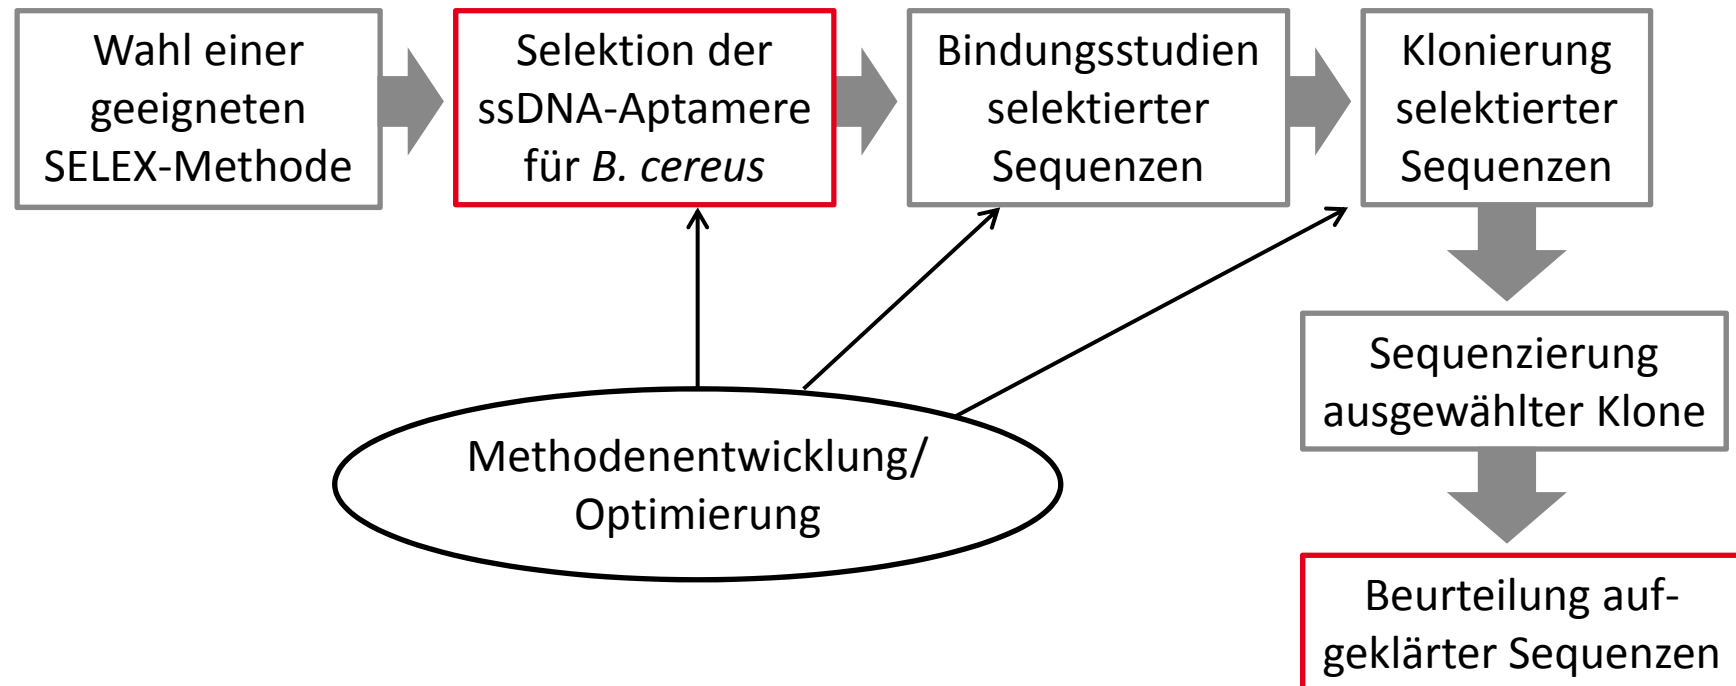 Wahl einer
geeigneten
SELEX-Methode
Selektion der
ssDNA-Aptamere
für B. cereus
Bindungsstudien
selektierter
Sequenzen
Klonierung
selektierter
Sequenzen
Sequenzierung
ausgewählter Klone
Methodenentwicklung/
Optimierung
Beurteilung auf-
geklärter Sequenzen